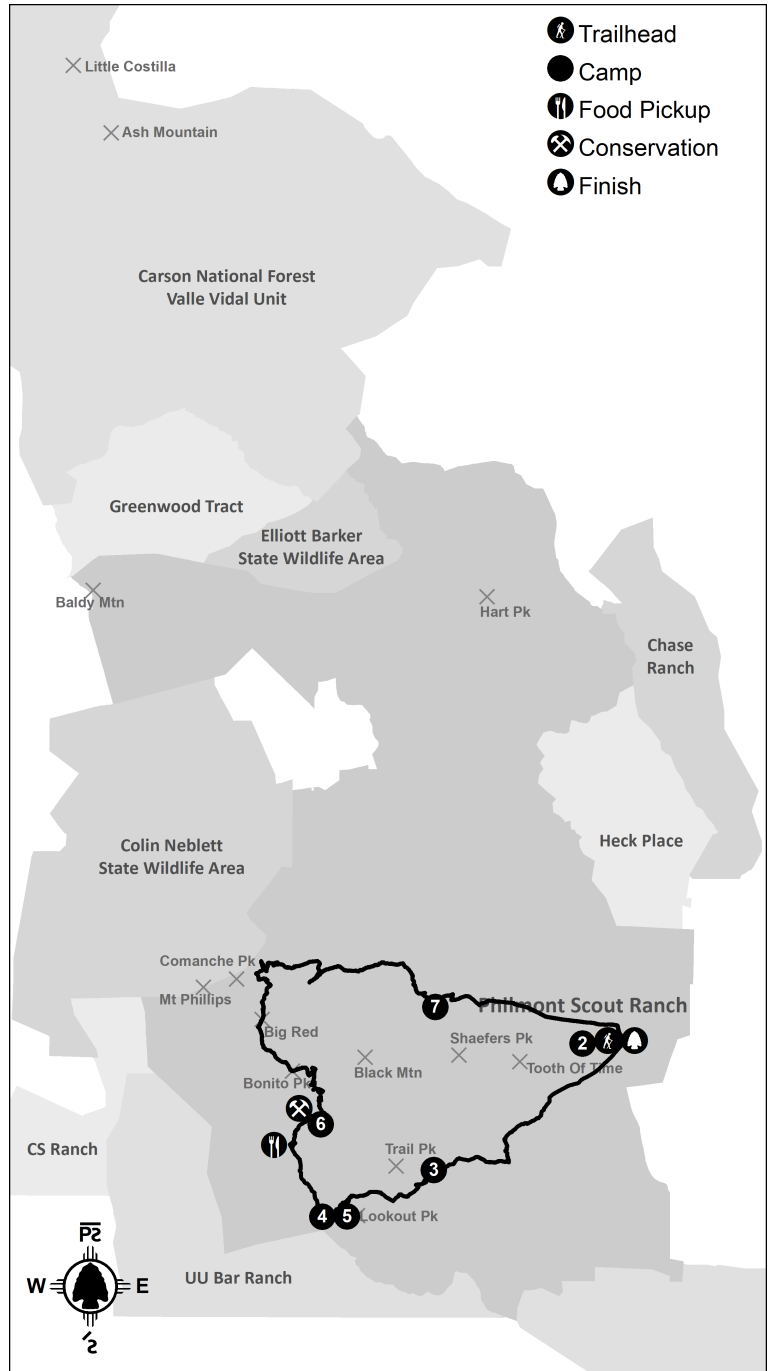 Trailhead
Camp
Food Pickup
Conservation
Finish
Little Costilla
Ash Mountain
Carson National Forest
Valle Vidal Unit
Greenwood Tract
Elliott Barker
State Wildlife Area
Baldy Mtn
Hart Pk
Chase
Ranch
Colin Neblett
State Wildlife Area
Heck Place
Comanche Pk
Mt Phillips
7
Philmont Scout Ranch
Big Red
Shaefers Pk
2
Black Mtn
Tooth Of Time
Bonito Pk
6
CS Ranch
Trail Pk
3
4
5
Lookout Pk
UU Bar Ranch
W
E